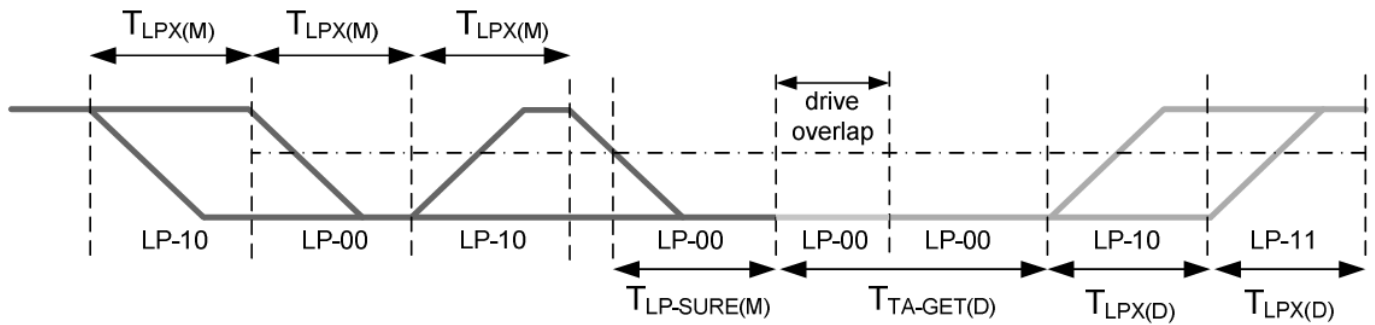 TLPX(M) TLPX(M) TLPX(M)
drive
overlap
LP-10 LP-00 LP-10 LP-00 LP-00 LP-00 LP-10 LP-11
TLP-SURE(M) TTA-GET(D) TLPX(D) TLPX(D)